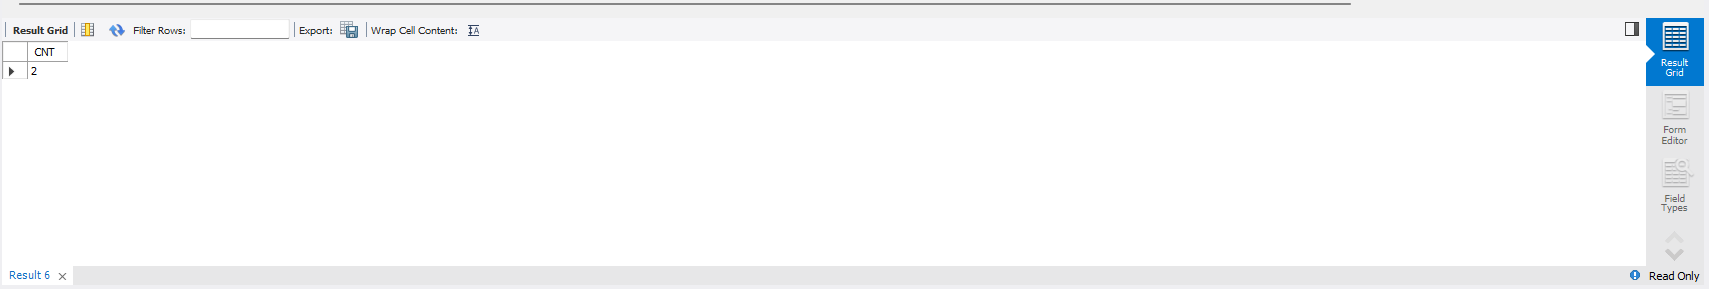 Result Grid Filter Rows: Export: Wrap Cell Content: A
CNT
2
Result
Grid
Form
Editor
Field
Types
Result 6 × Read Only